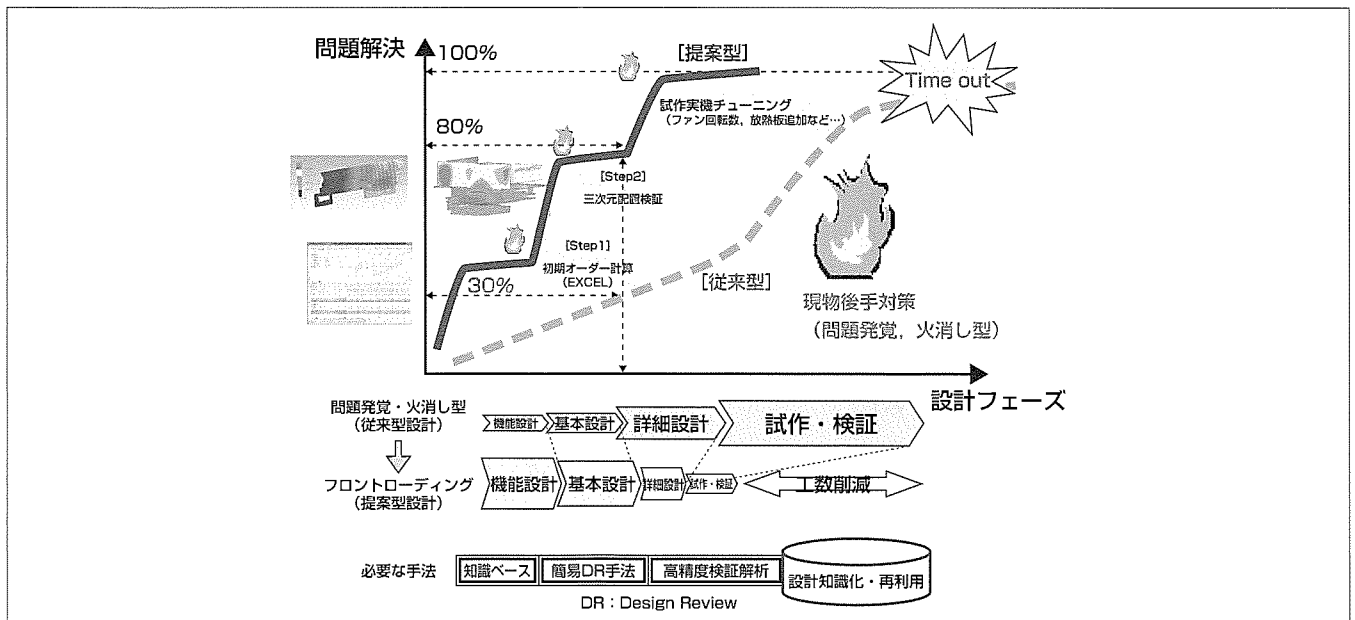 問題解決
100%
[提案型]
Time out
試作実機チューニング
(ファン回転数，放熱板追加など…)
80%
[Step2]
三次元配置検証
[Step1]
初期オーダー計算
(EXCEL)
30%
[従来型]
現物後手対策
(問題発覚，火消し型)
設計フェーズ
問題発覚・火消し型
(従来型設計)
機能設計
基本設計
詳細設計
試作・検証
フロントローディング
(提案型設計)
機能設計
基本設計
詳細設計
試作・検証
工数削減
必要な手法
知識ベース
簡易DR手法
高精度検証解析
設計知識化・再利用
DR：Design Review